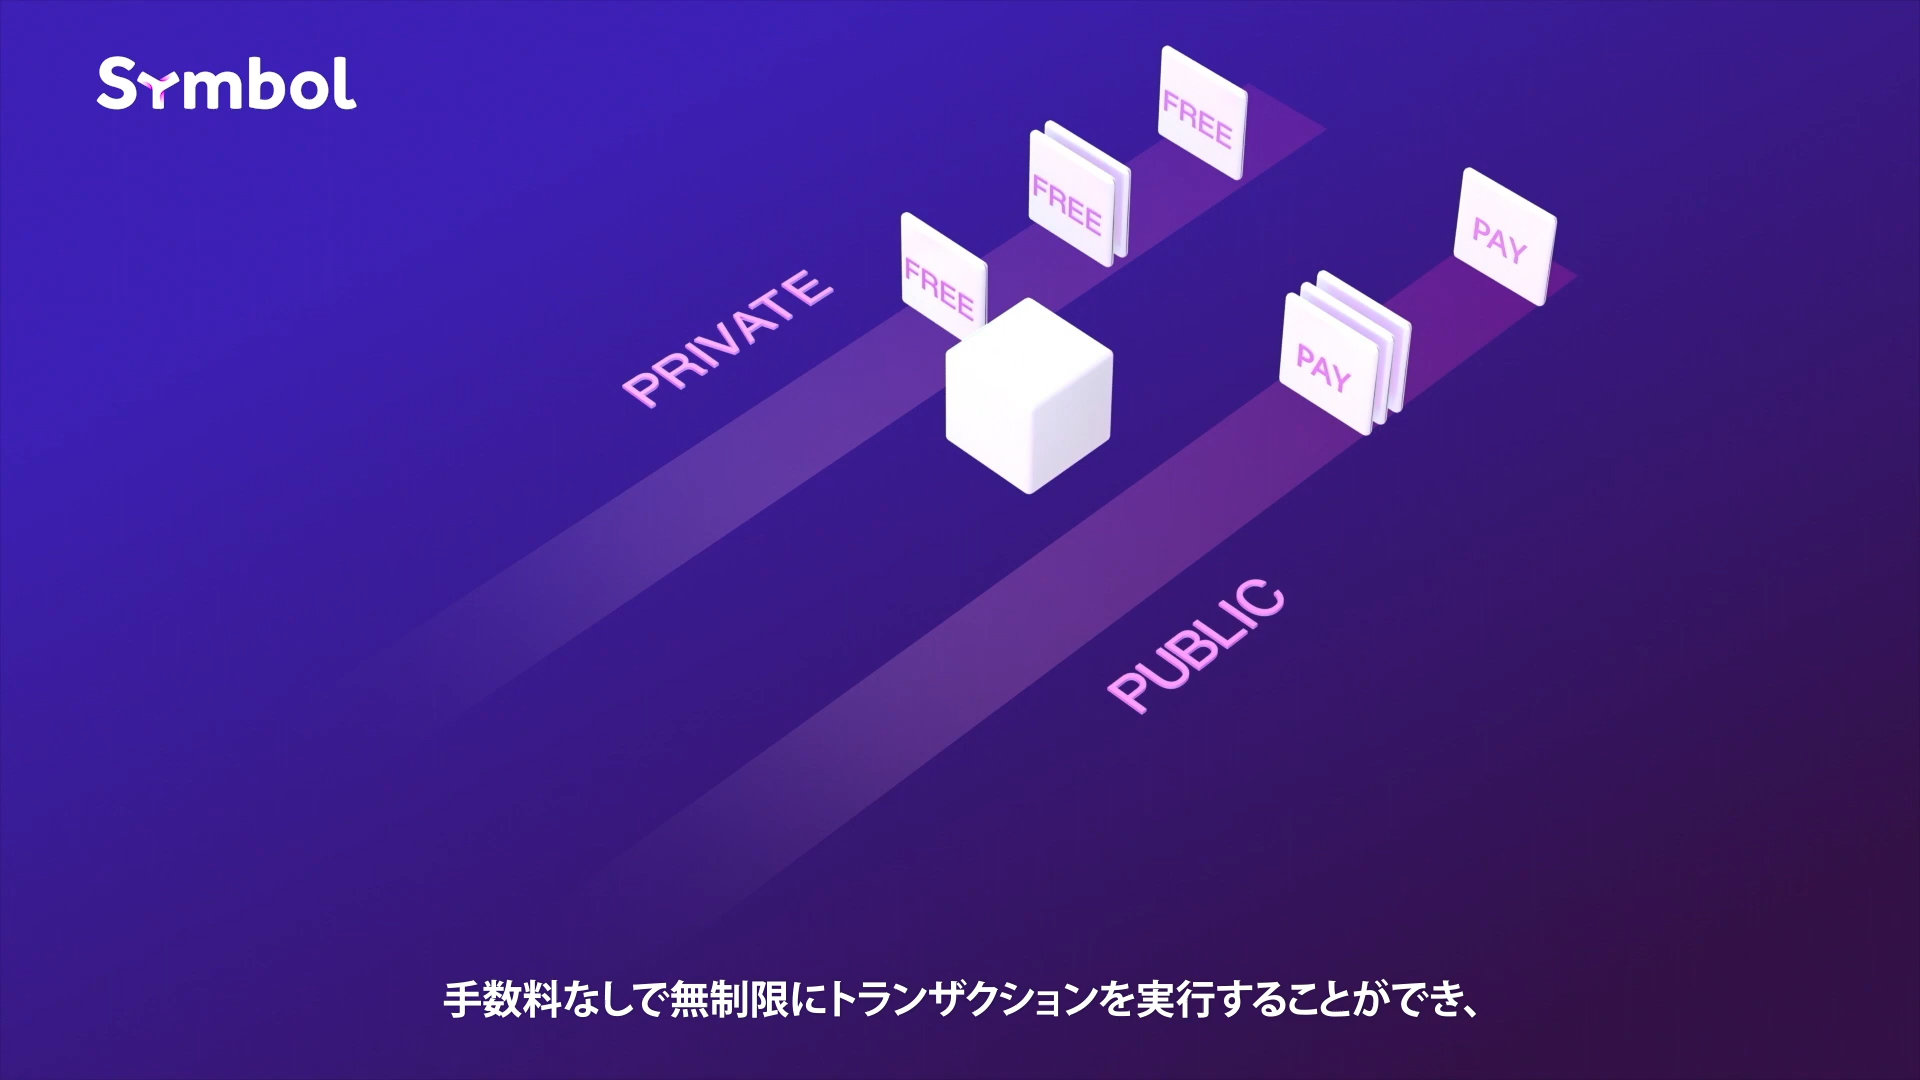 Symbol
FREE
FREE
FREE
PRIVATE
PAY
PAY
PUBLIC
手数料なしで無制限にトランザクションを実行することができ、